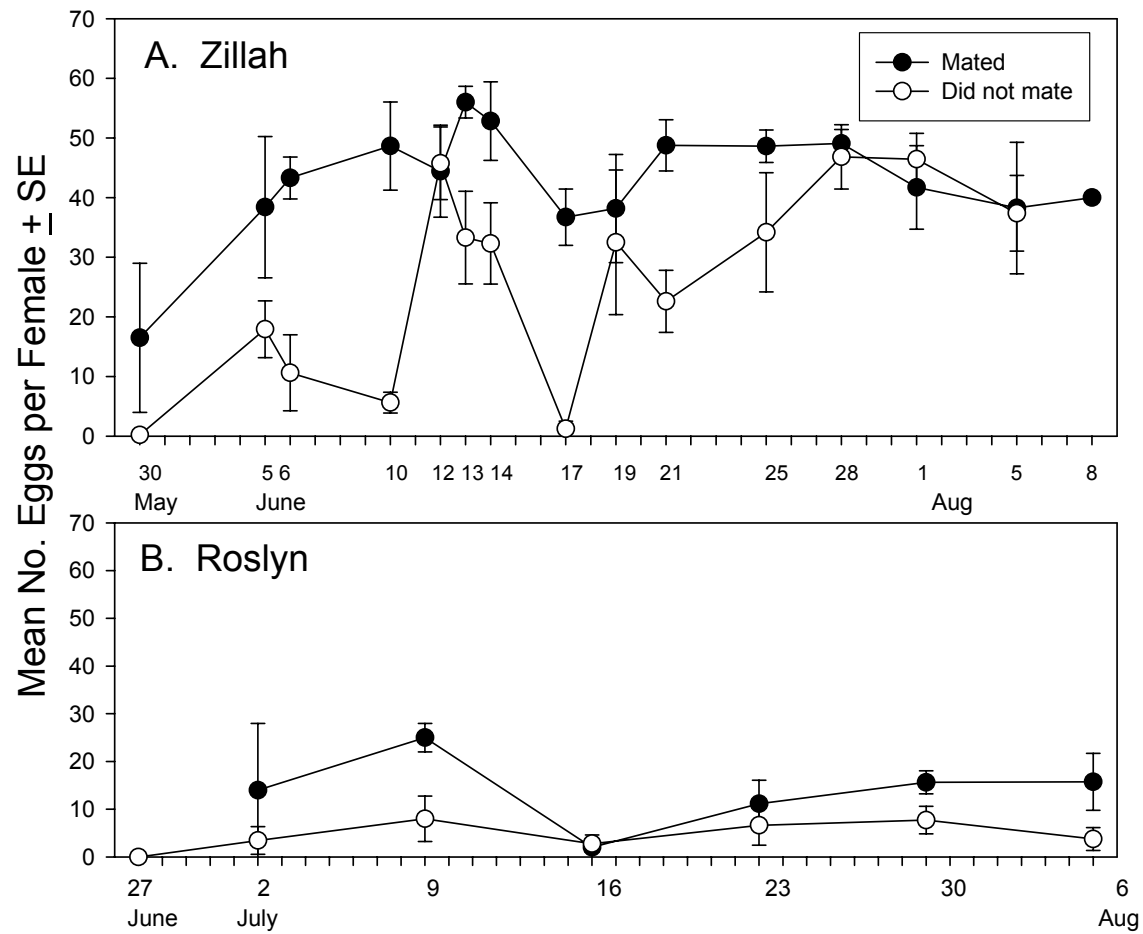 Mean No. Eggs per Female ± SE
A. Zillah
Mated
Did not mate
70
60
50
40
30
20
10
0
30 5 6 10 12 13 14 17 19 21 25 28 1 5 8
May June Aug
B. Roslyn
70
60
50
40
30
20
10
0
27 2 9 16 23 30 6
June July Aug